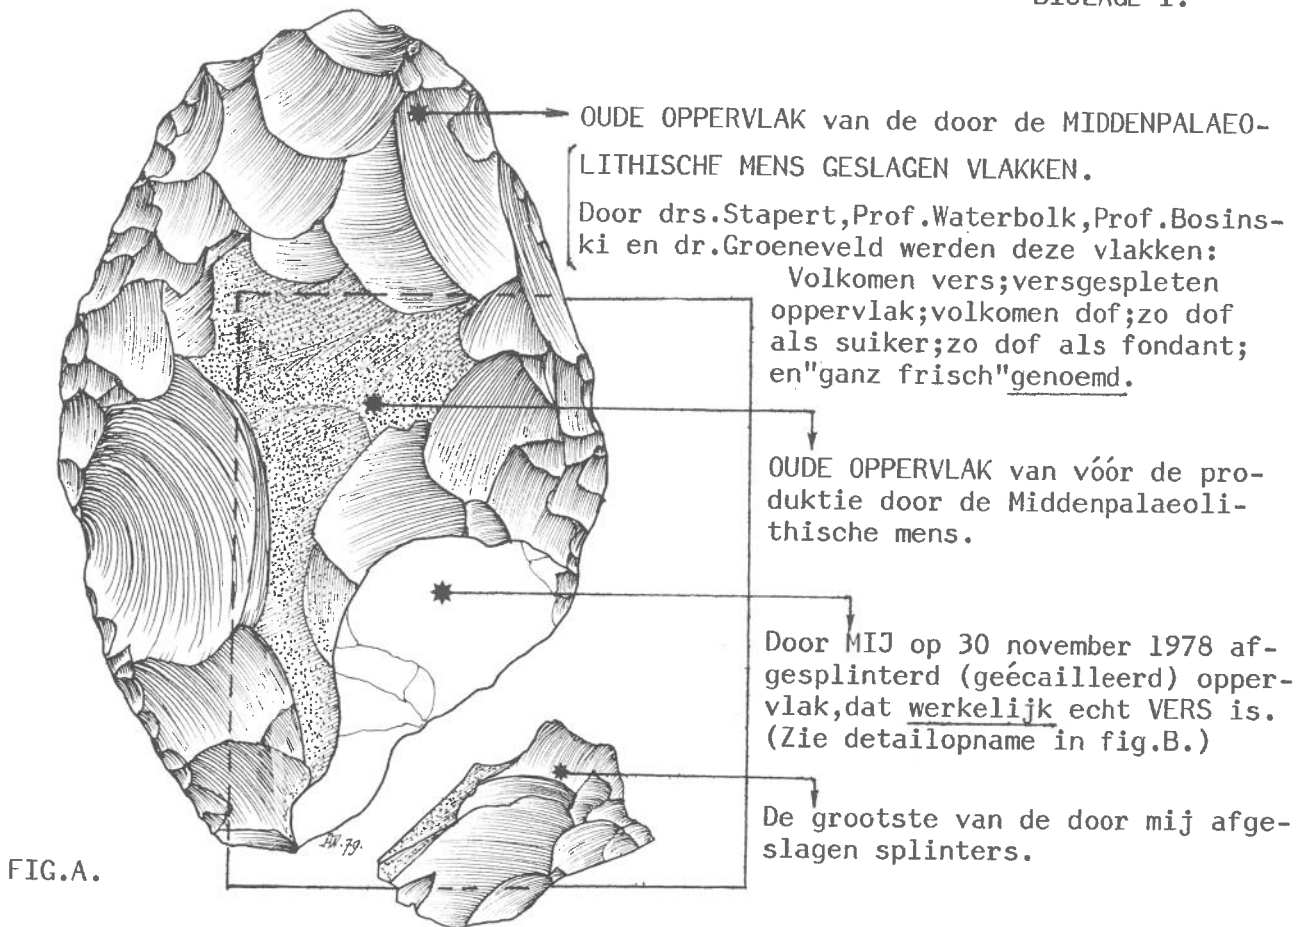 BIJLAGE I.
OUDE OPPERVLAK van de door de MIDDENPALAEO-
LITHISCHE MENS GESLAGEN VLAKKEN.
Door drs.Stapert,Prof.Waterbolk,Prof.Bosins-
ki en dr.Groeneveld werden deze vlakken:
Volkomen vers;versgespleten
oppervlak;volkomen dof;zo dof
als suiker;zo dof als fondant;
en"ganz frisch"genoemd.
OUDE OPPERVLAK van vóór de pro-
duktie door de Middenpalaeoli-
thische mens.
Door MIJ op 30 november 1978 af-
gesplinterd (geécailleerd) opper-
vlak,dat werkelijk echt VERS is.
(Zie detailopname in fig.B.)
De grootste van de door mij afge-
slagen splinters.
FIG.A.